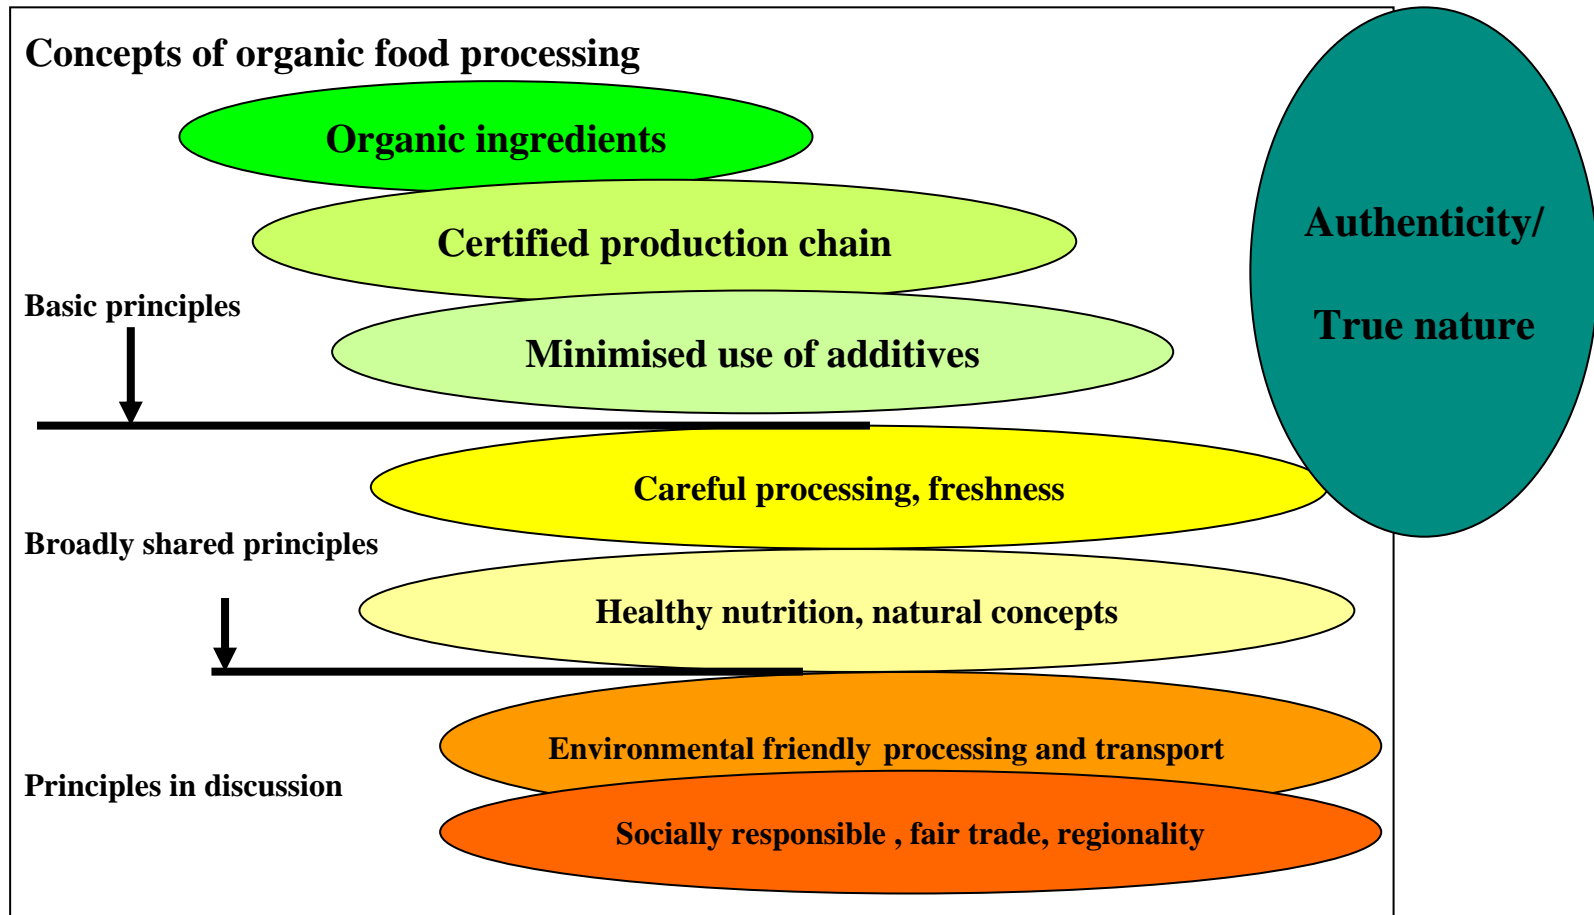 Concepts of organic food processing
Organic ingredients
Certified production chain
Basic principles
Minimised use of additives
Careful processing, freshness
Broadly shared principles
Healthy nutrition, natural concepts
Environmental friendly processing and transport
Principles in discussion
Socially responsible , fair trade, regionality
Authenticity/
True nature